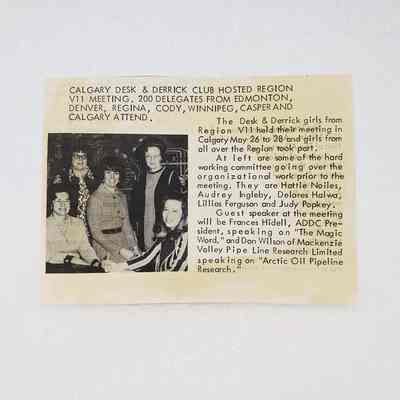 CALGARY DESK & DERRICK CLUB HOSTED REGION
V11 MEETING. 200 DELEGATES FROM EDMONTON,
DENVER, REGINA, CODY, WINNIPEG, CASPER AND
CALGARY ATTEND.
The Desk & Derrick girls from
Region V11 held their meeting in
Calgary May 26 to 28 and girls from
all over the Region took part.
At left are some of the hard
working committee going over the
organizational work prior to the
meeting. They are Hattie Noiles,
Audrey Ingleby, Delores Halwa,
Lillias Ferguson and Judy Popkey.
Guest speaker at the meeting
will be Frances Hidell, ADDC Pre-
sident, speaking on "The Magic
Word," and Don Wilson of Mackenzie
Valley Pipe Line Research Limited
speaking on "Arctic Oil Pipeline
Research."